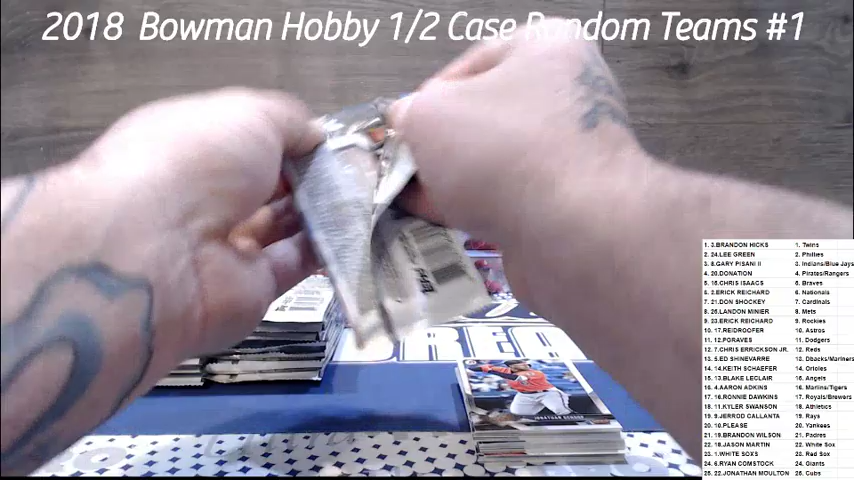 2018 Bowman Hobby 1/2 Case Random Teams #1
1. 3.BRANDON HICKS 1. Twins
2. 24.LEE GREEN 2. Phillies
3. 8.GARY PISANI II 3. Indians/Blue Jays
4. 20.DONATION 4. Pirates/Rangers
5. 15.CHRIS ISAACS 5. Braves
6. 2.ERICK REICHARD 6. Nationals
7. 21.DON SHOCKEY 7. Cardinals
8. 26.LANDON MINIER 8. Mets
9. 23.ERICK REICHARD 9. Rockies
10. 17.REIDROOFER 10. Astros
11. 12.PGRAVES 11. Dodgers
12. 7.CHRIS ERRICKSON JR. 12. Reds
13. 5.ED SHINEVARRE 13. Dbacks/Mariners
14. 14.KEITH SCHAEFER 14. Orioles
15. 13.BLAKE LECLAIR 15. Angels
16. 4.AARON ADKINS 16. Marlins/Tigers
17. 16.RONNIE DAWKINS 17. Royals/Brewers
18. 11.KYLER SWANSON 18. Athletics
19. 9.JERROD CALLANTA 19. Rays
20. 10.PLEASE 20. Yankees
21. 19.BRANDON WILSON 21. Padres
22. 18.JASON MARTIN 22. White Sox
23. 1.WHITE SOXS 23. Red Sox
24. 6.RYAN COMSTOCK 24. Giants
25. 22.JONATHAN MOULTON 25. Cubs
BREA